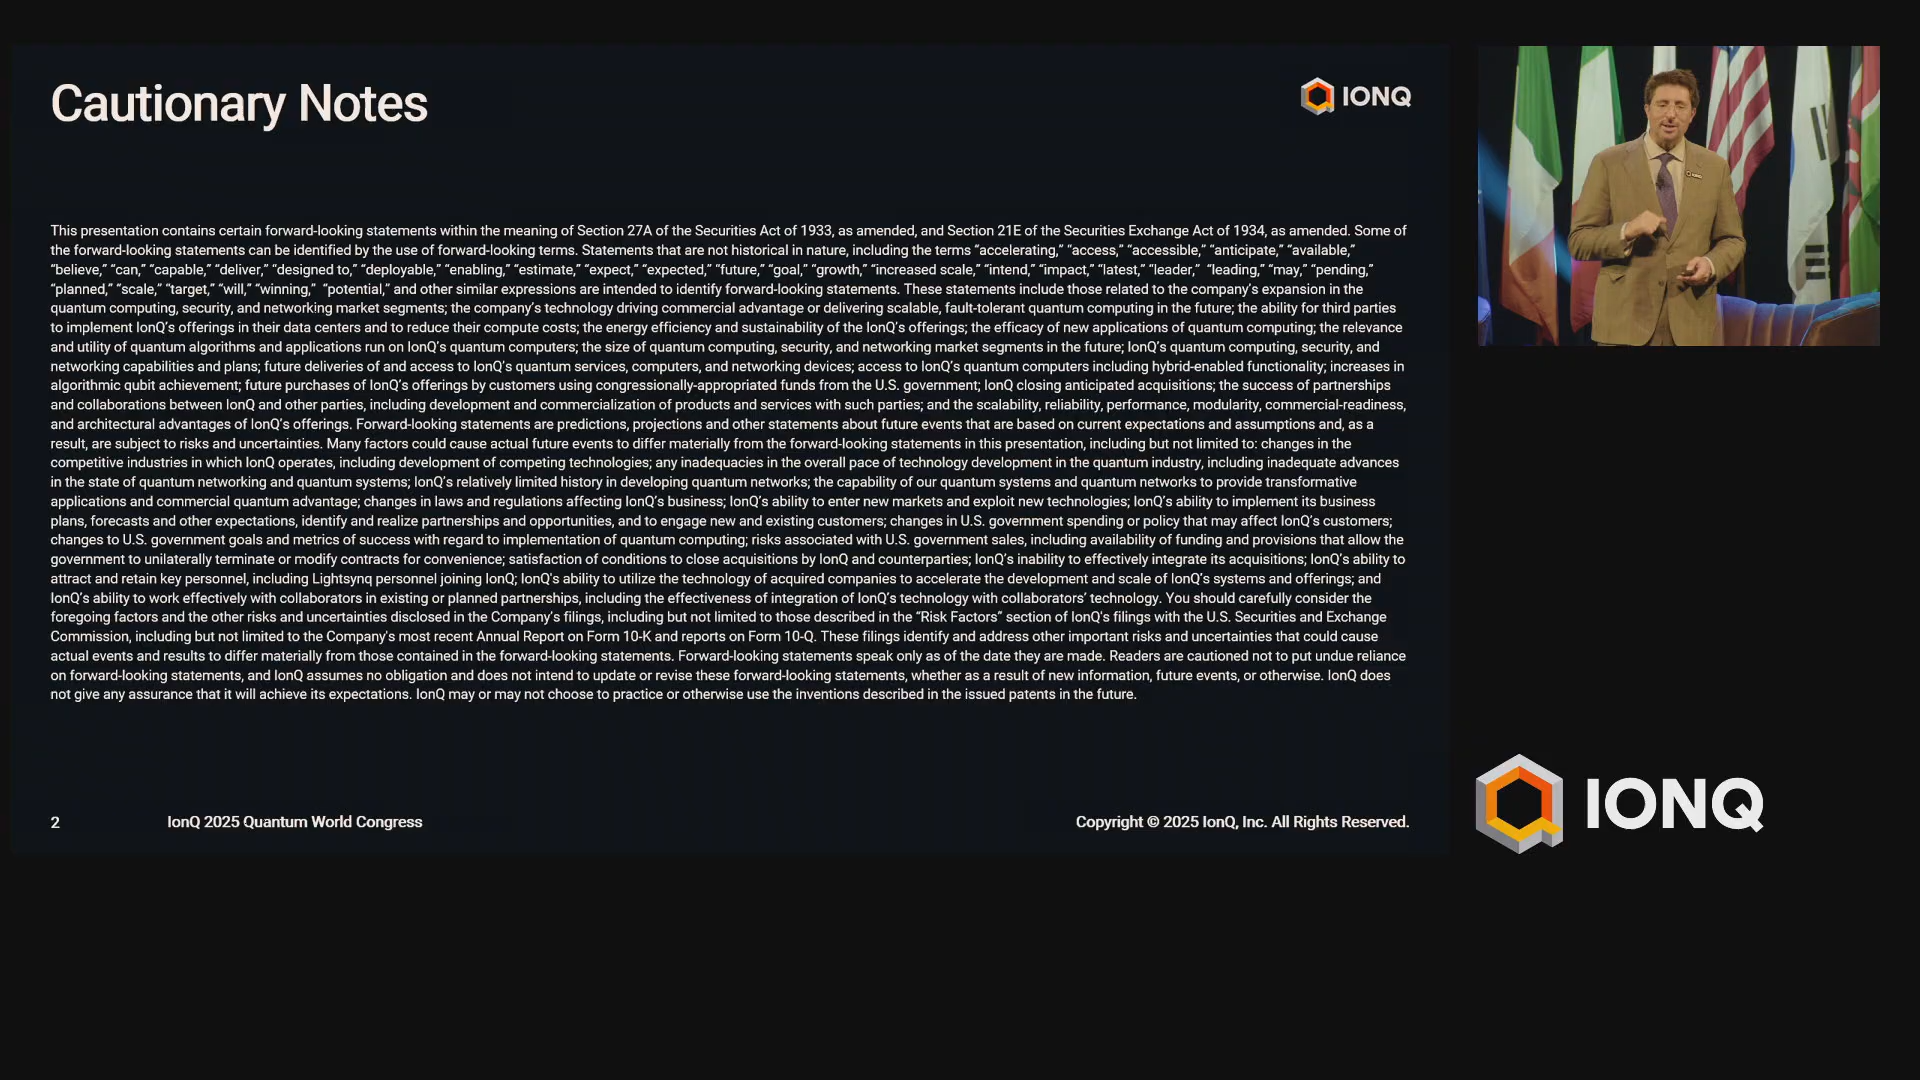 Cautionary Notes
IONQ
This presentation contains certain forward-looking statements within the meaning of Section 27A of the Securities Act of 1933, as amended, and Section 21E of the Securities Exchange Act of 1934, as amended. Some of
the forward-looking statements can be identified by the use of forward-looking terms. Statements that are not historical in nature, including the terms “accelerating,” “access,” “accessible,” “anticipate,” “available,”
“believe,” “can,” “capable,” “deliver,” “designed to,” “deployable,” “enabling,” “estimate,” “expect,” “expected,” “future,” “goal,” “growth,” “increased scale,” “intend,” “impact,” “latest,” “leader,” “leading,” “may,” “pending,”
“planned,” “scale,” “target,” “will,” “winning,” “potential,” and other similar expressions are intended to identify forward-looking statements. These statements include those related to the company’s expansion in the
quantum computing, security, and networking market segments; the company’s technology driving commercial advantage or delivering scalable, fault-tolerant quantum computing in the future; the ability for third parties
to implement IonQ’s offerings in their data centers and to reduce their compute costs; the energy efficiency and sustainability of the IonQ’s offerings; the efficacy of new applications of quantum computing; the relevance
and utility of quantum algorithms and applications run on IonQ’s quantum computers; the size of quantum computing, security, and networking market segments in the future; IonQ’s quantum computing, security, and
networking capabilities and plans; future deliveries of and access to IonQ’s quantum services, computers, and networking devices; access to IonQ’s quantum computers including hybrid-enabled functionality; increases in
algorithmic qubit achievement; future purchases of IonQ’s offerings by customers using congressionally-appropriated funds from the U.S. government; IonQ closing anticipated acquisitions; the success of partnerships
and collaborations between IonQ and other parties, including development and commercialization of products and services with such parties; and the scalability, reliability, performance, modularity, commercial-readiness,
and architectural advantages of IonQ’s offerings. Forward-looking statements are predictions, projections and other statements about future events that are based on current expectations and assumptions and, as a
result, are subject to risks and uncertainties. Many factors could cause actual future events to differ materially from the forward-looking statements in this presentation, including but not limited to: changes in the
competitive industries in which IonQ operates, including development of competing technologies; any inadequacies in the overall pace of technology development in the quantum industry, including inadequate advances
in the state of quantum networking and quantum systems; IonQ’s relatively limited history in developing quantum networks; the capability of our quantum systems and quantum networks to provide transformative
applications and commercial quantum advantage; changes in laws and regulations affecting IonQ’s business; IonQ’s ability to enter new markets and exploit new technologies; IonQ’s ability to implement its business
plans, forecasts and other expectations, identify and realize partnerships and opportunities, and to engage new and existing customers; changes in U.S. government spending or policy that may affect IonQ’s customers;
changes to U.S. government goals and metrics of success with regard to implementation of quantum computing; risks associated with U.S. government sales, including availability of funding and provisions that allow the
government to unilaterally terminate or modify contracts for convenience; satisfaction of conditions to close acquisitions by IonQ and counterparties; IonQ’s inability to effectively integrate its acquisitions; IonQ’s ability to
attract and retain key personnel, including Lightsynq personnel joining IonQ; IonQ’s ability to utilize the technology of acquired companies to accelerate the development and scale of IonQ’s systems and offerings; and
IonQ’s ability to work effectively with collaborators in existing or planned partnerships, including the effectiveness of integration of IonQ’s technology with collaborators’ technology. You should carefully consider the
foregoing factors and the other risks and uncertainties disclosed in the Company’s filings, including but not limited to those described in the “Risk Factors” section of IonQ's filings with the U.S. Securities and Exchange
Commission, including but not limited to the Company's most recent Annual Report on Form 10-K and reports on Form 10-Q. These filings identify and address other important risks and uncertainties that could cause
actual events and results to differ materially from those contained in the forward-looking statements. Forward-looking statements speak only as of the date they are made. Readers are cautioned not to put undue reliance
on forward-looking statements, and IonQ assumes no obligation and does not intend to update or revise these forward-looking statements, whether as a result of new information, future events, or otherwise. IonQ does
not give any assurance that it will achieve its expectations. IonQ may or may not choose to practice or otherwise use the inventions described in the issued patents in the future.
2
IonQ 2025 Quantum World Congress
Copyright © 2025 IonQ, Inc. All Rights Reserved.
IONQ